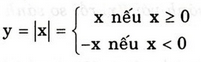 y = |x| = { x nếu x ≥ 0
−x nếu x < 0